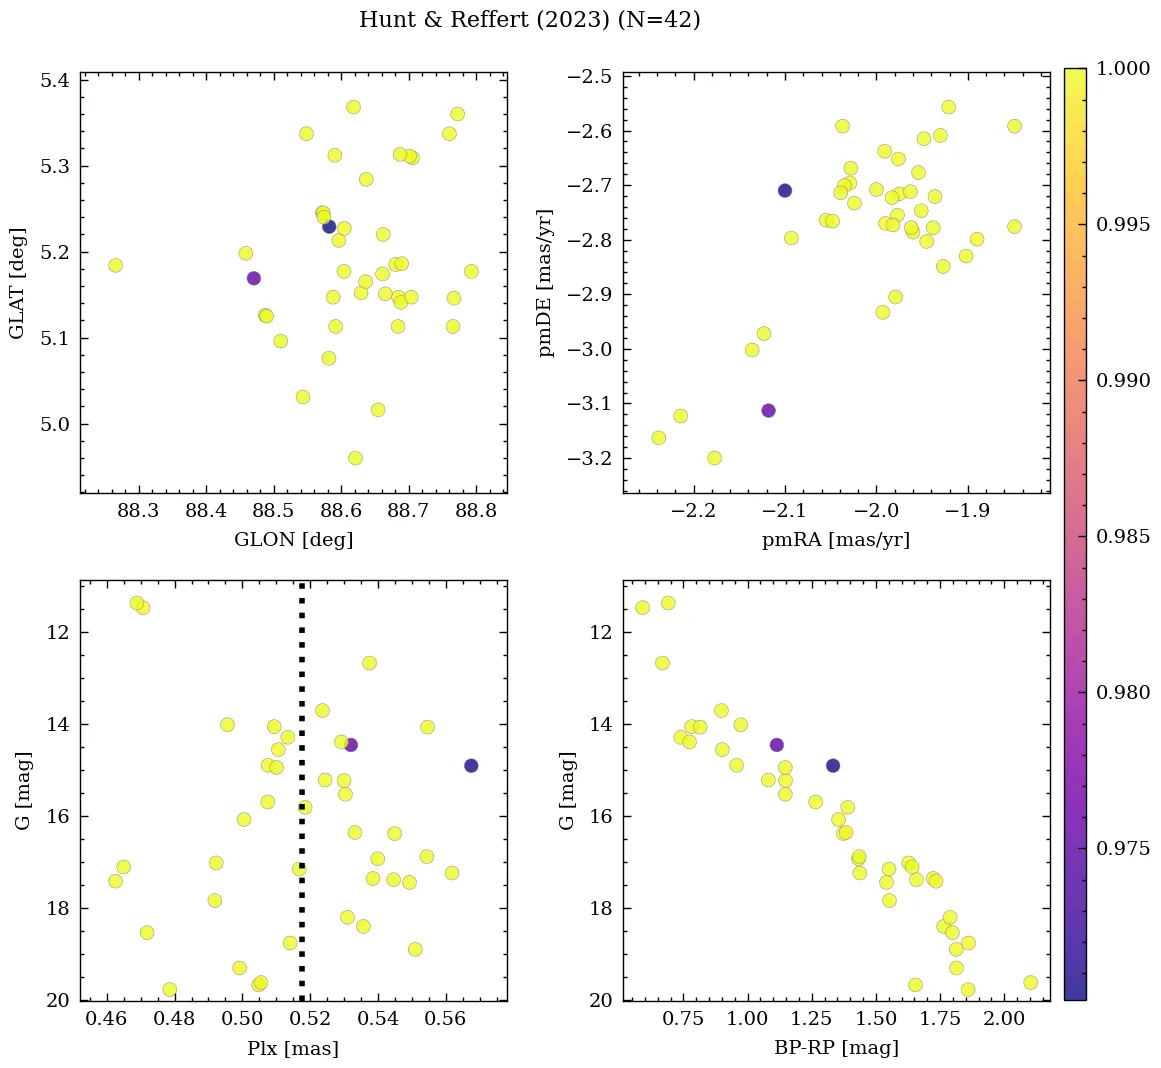 Hunt & Reffert (2023) (N=42)
5.4
5.3
5.2
5.1
5.0
GLAT [deg]
88.3 88.4 88.5 88.6 88.7 88.8
GLON [deg]
−2.5
−2.6
−2.7
−2.8
−2.9
−3.0
−3.1
−3.2
pmDE [mas/yr]
−2.2 −2.1 −2.0 −1.9
pmRA [mas/yr]
12
14
16
18
20
G [mag]
0.46 0.48 0.50 0.52 0.54 0.56
Plx [mas]
12
14
16
18
20
G [mag]
0.75 1.00 1.25 1.50 1.75 2.00
BP-RP [mag]
1.000
0.995
0.990
0.985
0.980
0.975